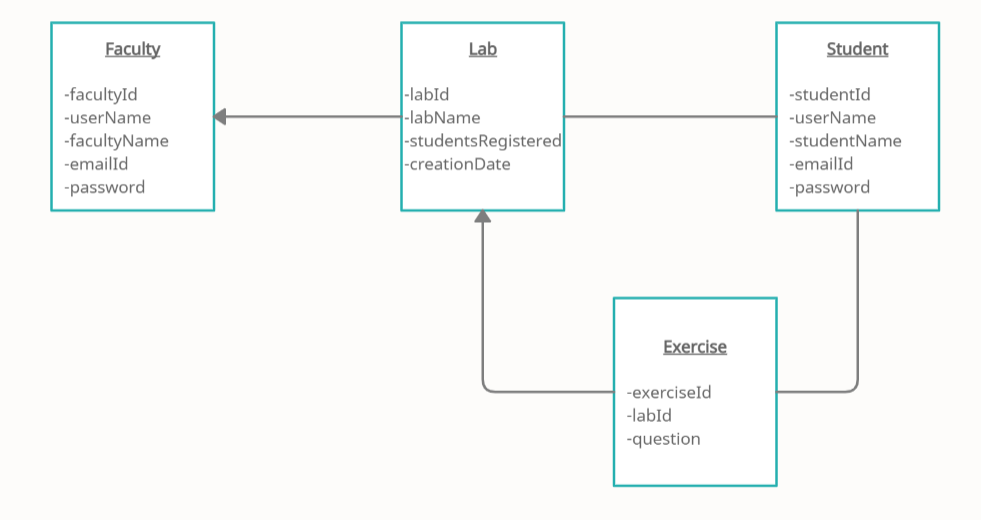 Faculty
-facultyId
-userName
-facultyName
-emailId
-password
Lab
-labId
-labName
-studentsRegistered
-creationDate
Student
-studentId
-userName
-studentName
-emailId
-password
Exercise
-exerciseId
-labId
-question